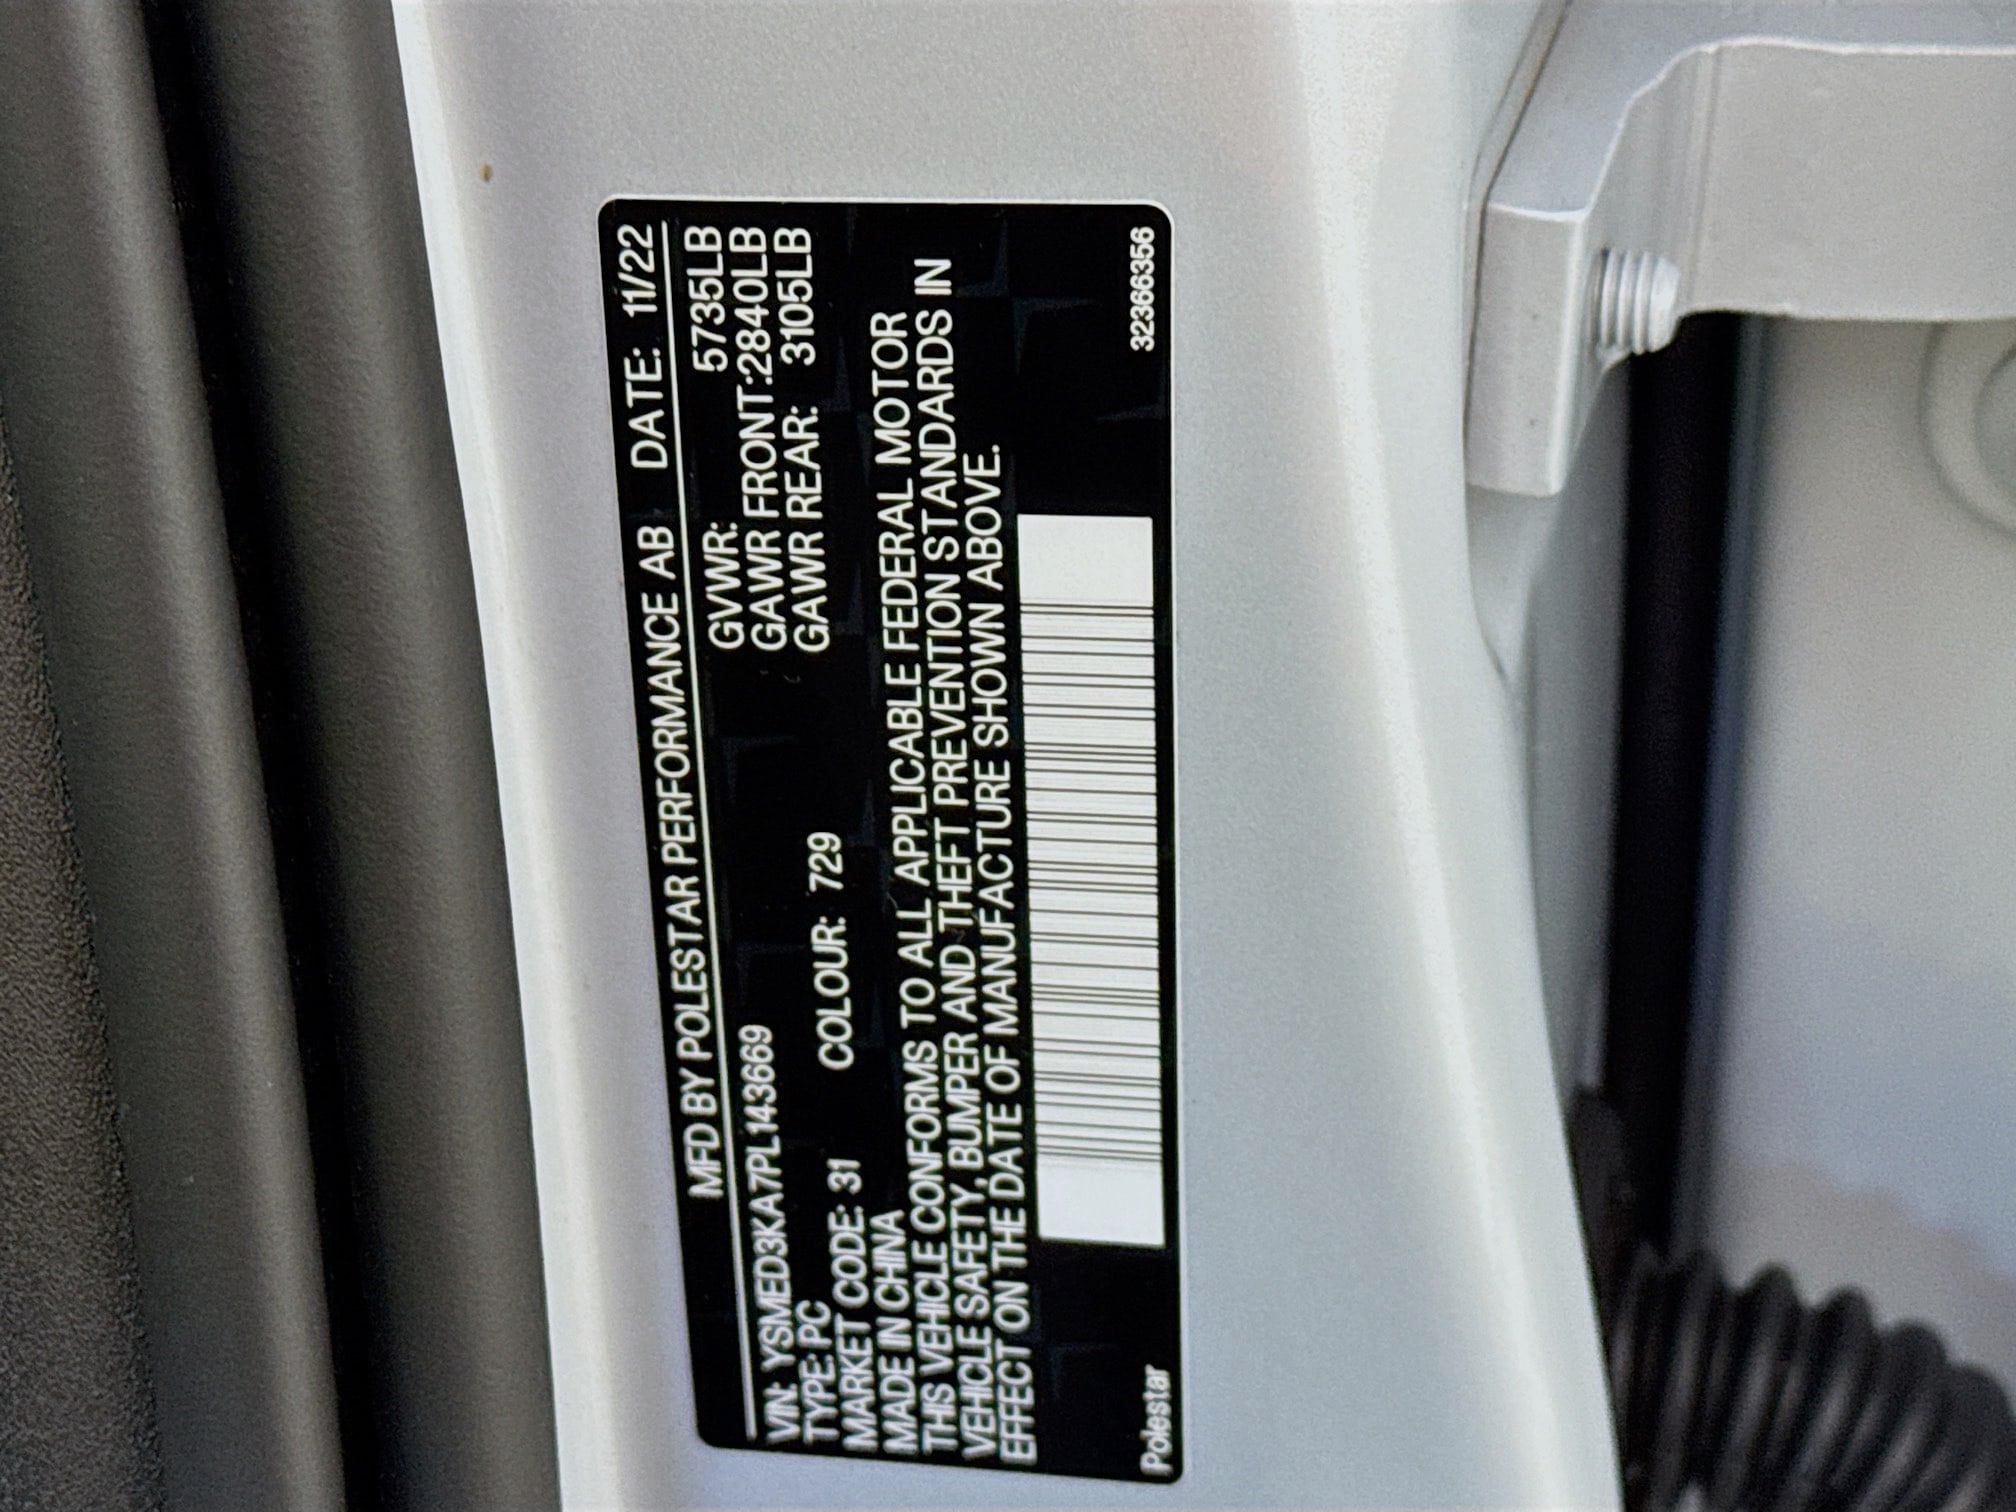 MFD BY POLESTAR PERFORMANCE AB DATE: 11/22
VIN: YSMED3KA7PL143669 GVWR: 5735LB
TYPE: PC GAWR FRONT:2840LB
MARKET CODE: 31 COLOUR: 729 GAWR REAR: 3105LB
MADE IN CHINA
THIS VEHICLE CONFORMS TO ALL APPLICABLE FEDERAL MOTOR
VEHICLE SAFETY, BUMPER AND THEFT PREVENTION STANDARDS IN
EFFECT ON THE DATE OF MANUFACTURE SHOWN ABOVE.
Polestar 32366356